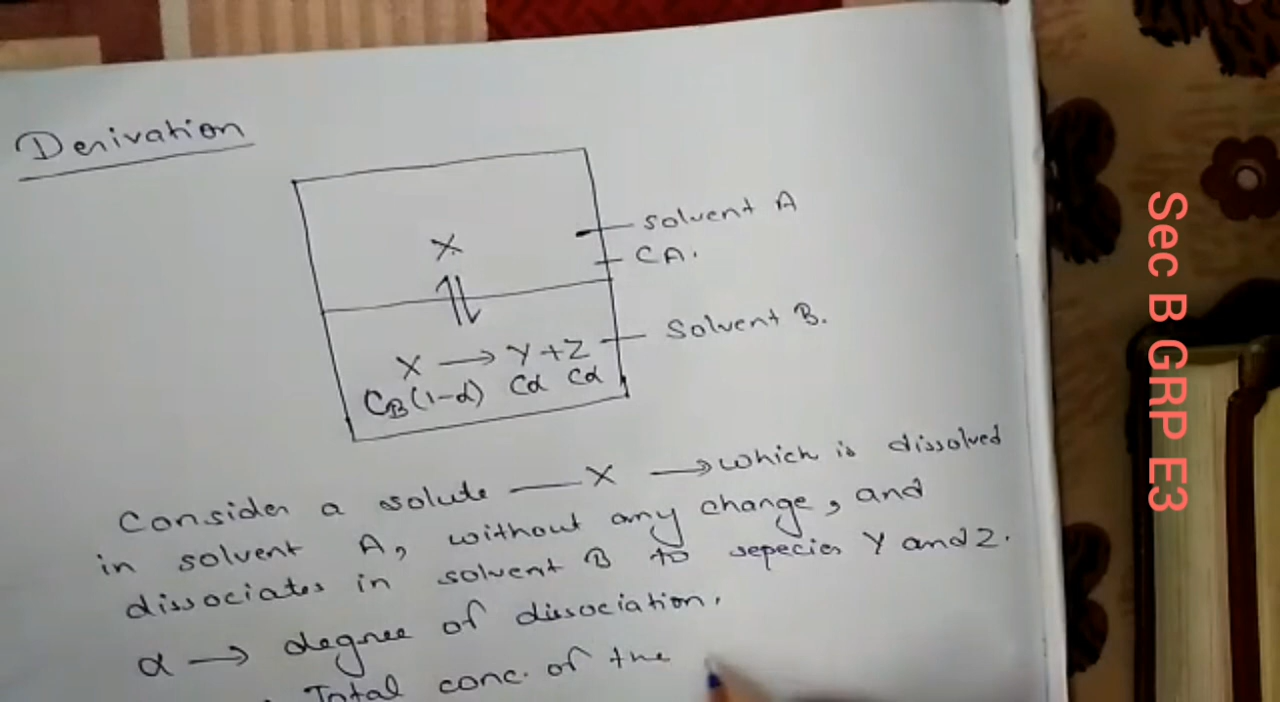 Derivation
Solvent A
X
CA.
Solvent B.
X → Y + Z
CB(1-α) Cα Cα
Consider a solute — X → which is dissolved
in solvent A, without any change, and
dissociates in solvent B to sepecies Y and Z.
α → degree of dissociation.
Total conc. of the
Sec B GRP E3